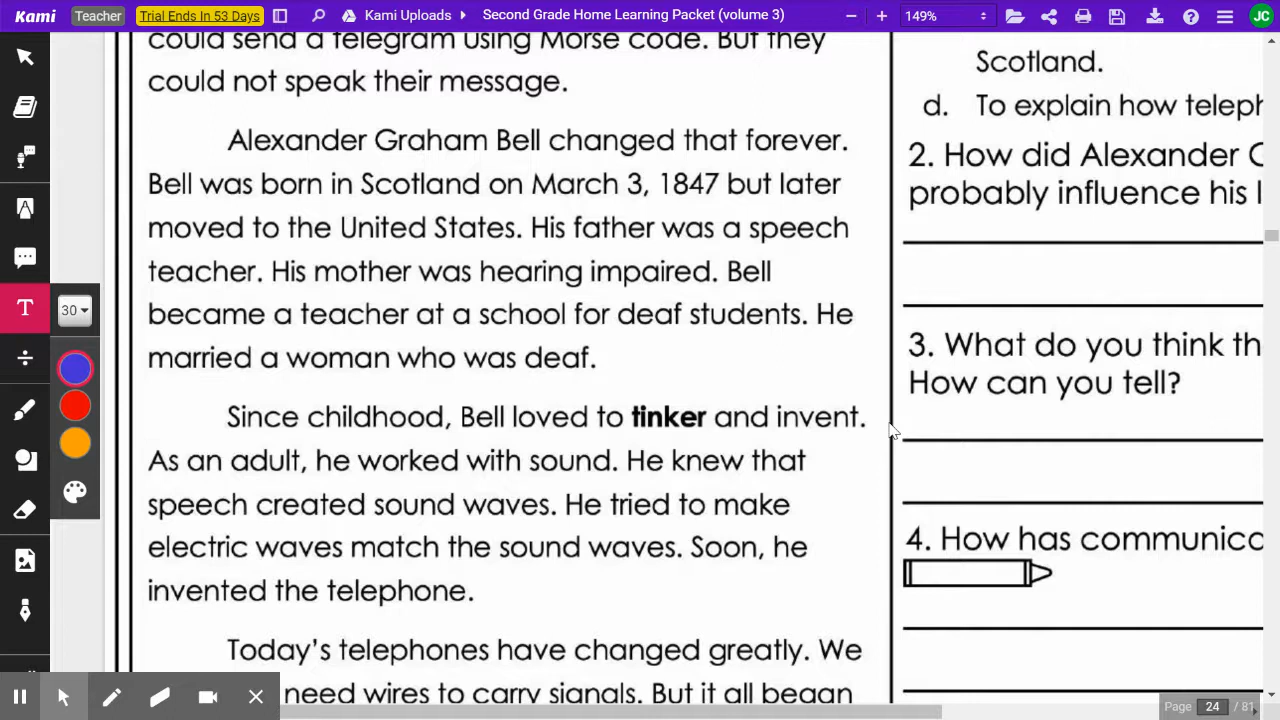 Kami Teacher Trial Ends In 53 Days Kami Uploads Second Grade Home Learning Packet (volume 3) 149% JC
could send a telegram using Morse code. But they
could not speak their message.
Alexander Graham Bell changed that forever.
Bell was born in Scotland on March 3, 1847 but later
moved to the United States. His father was a speech
teacher. His mother was hearing impaired. Bell
became a teacher at a school for deaf students. He
married a woman who was deaf.
Since childhood, Bell loved to tinker and invent.
As an adult, he worked with sound. He knew that
speech created sound waves. He tried to make
electric waves match the sound waves. Soon, he
invented the telephone.
Today's telephones have changed greatly. We
need wires to carry signals. But it all began
Scotland.
d. To explain how teleph
2. How did Alexander G
probably influence his l
3. What do you think th
How can you tell?
4. How has communica
30
Page 24 / 81